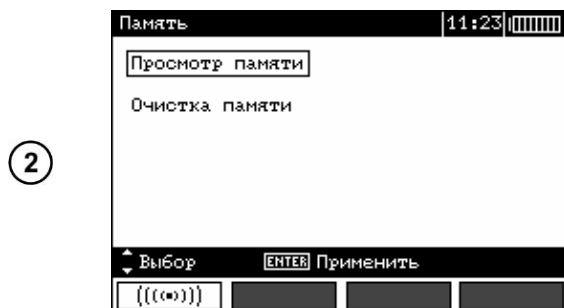 Память 11:23
Просмотр памяти
Очистка памяти
2
Выбор ENTER Применить